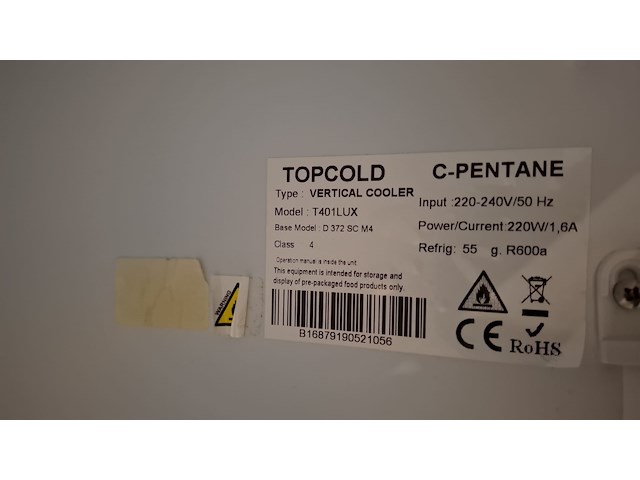 TOPCOLD
C-PENTANE
Type : VERTICAL COOLER
Model : T401LUX
Base Model : D 372 SC M4
Class 4
Operation manual is inside the unit.
This equipment is intended for storage and
display of pre-packaged food products only.
B16879190521056
Input :220-240V/50 Hz
Power/Current:220W/1,6A
Refrig: 55 g. R600a
CE
RoHS
WARNING